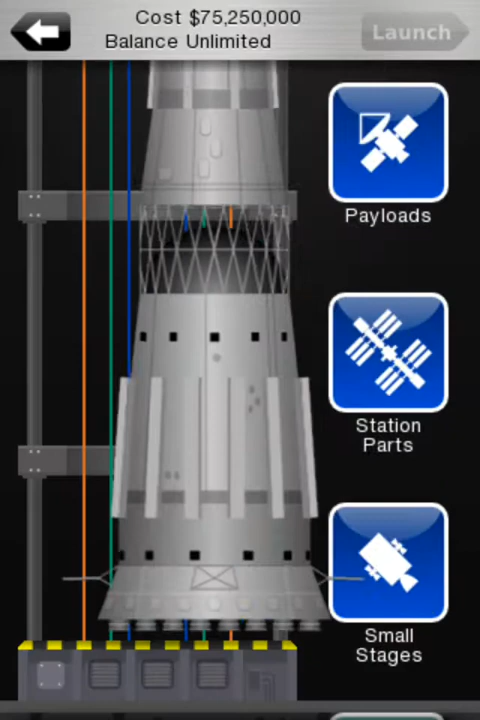 Cost $75,250,000
Balance Unlimited
Launch
Payloads
Station
Parts
Small
Stages